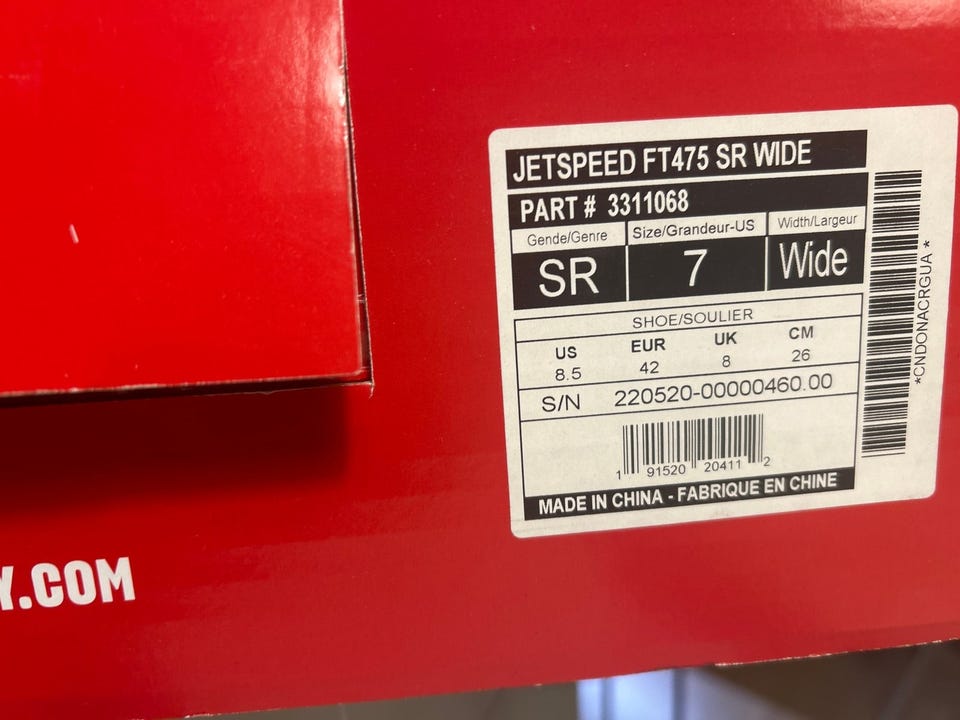 JETSPEED FT475 SR WIDE
PART # 3311068
Gende/Genre Size/Grandeur-US Width/Largeur
SR 7 Wide
SHOE/SOULIER
US EUR UK CM
8.5 42 8 26
S/N 220520-00000460.00
1 91520 20411 2
MADE IN CHINA - FABRIQUE EN CHINE
*CNDONACRGUA*
Y.COM